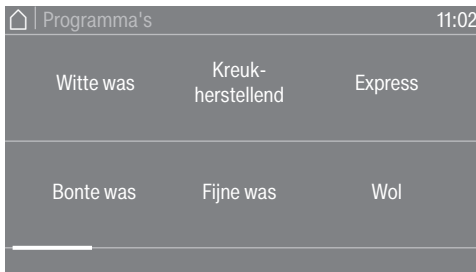 Programma's 11:02
Witte was
Kreuk-
herstellend
Express
Bonte was
Fijne was
Wol